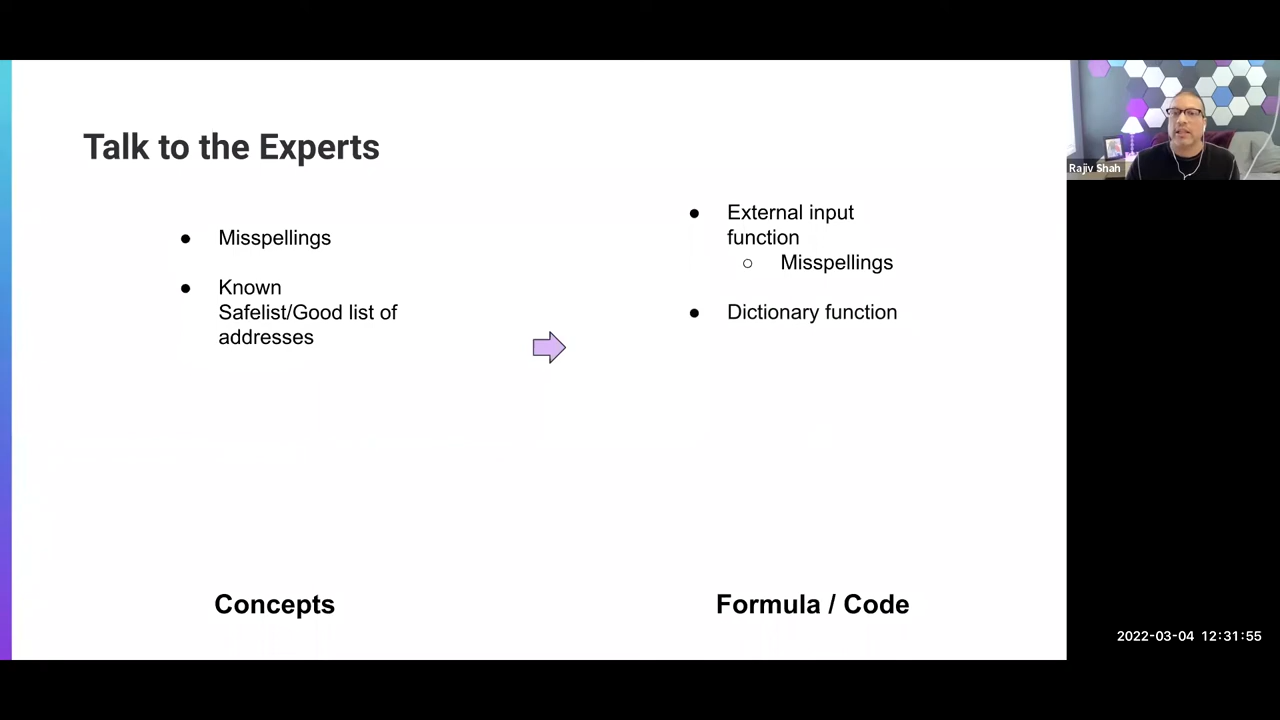 Talk to the Experts
● Misspellings
● Known
Safelist/Good list of
addresses
● External input
function
○ Misspellings
● Dictionary function
Concepts
Formula / Code
Rajiv Shah
2022-03-04 12:31:55